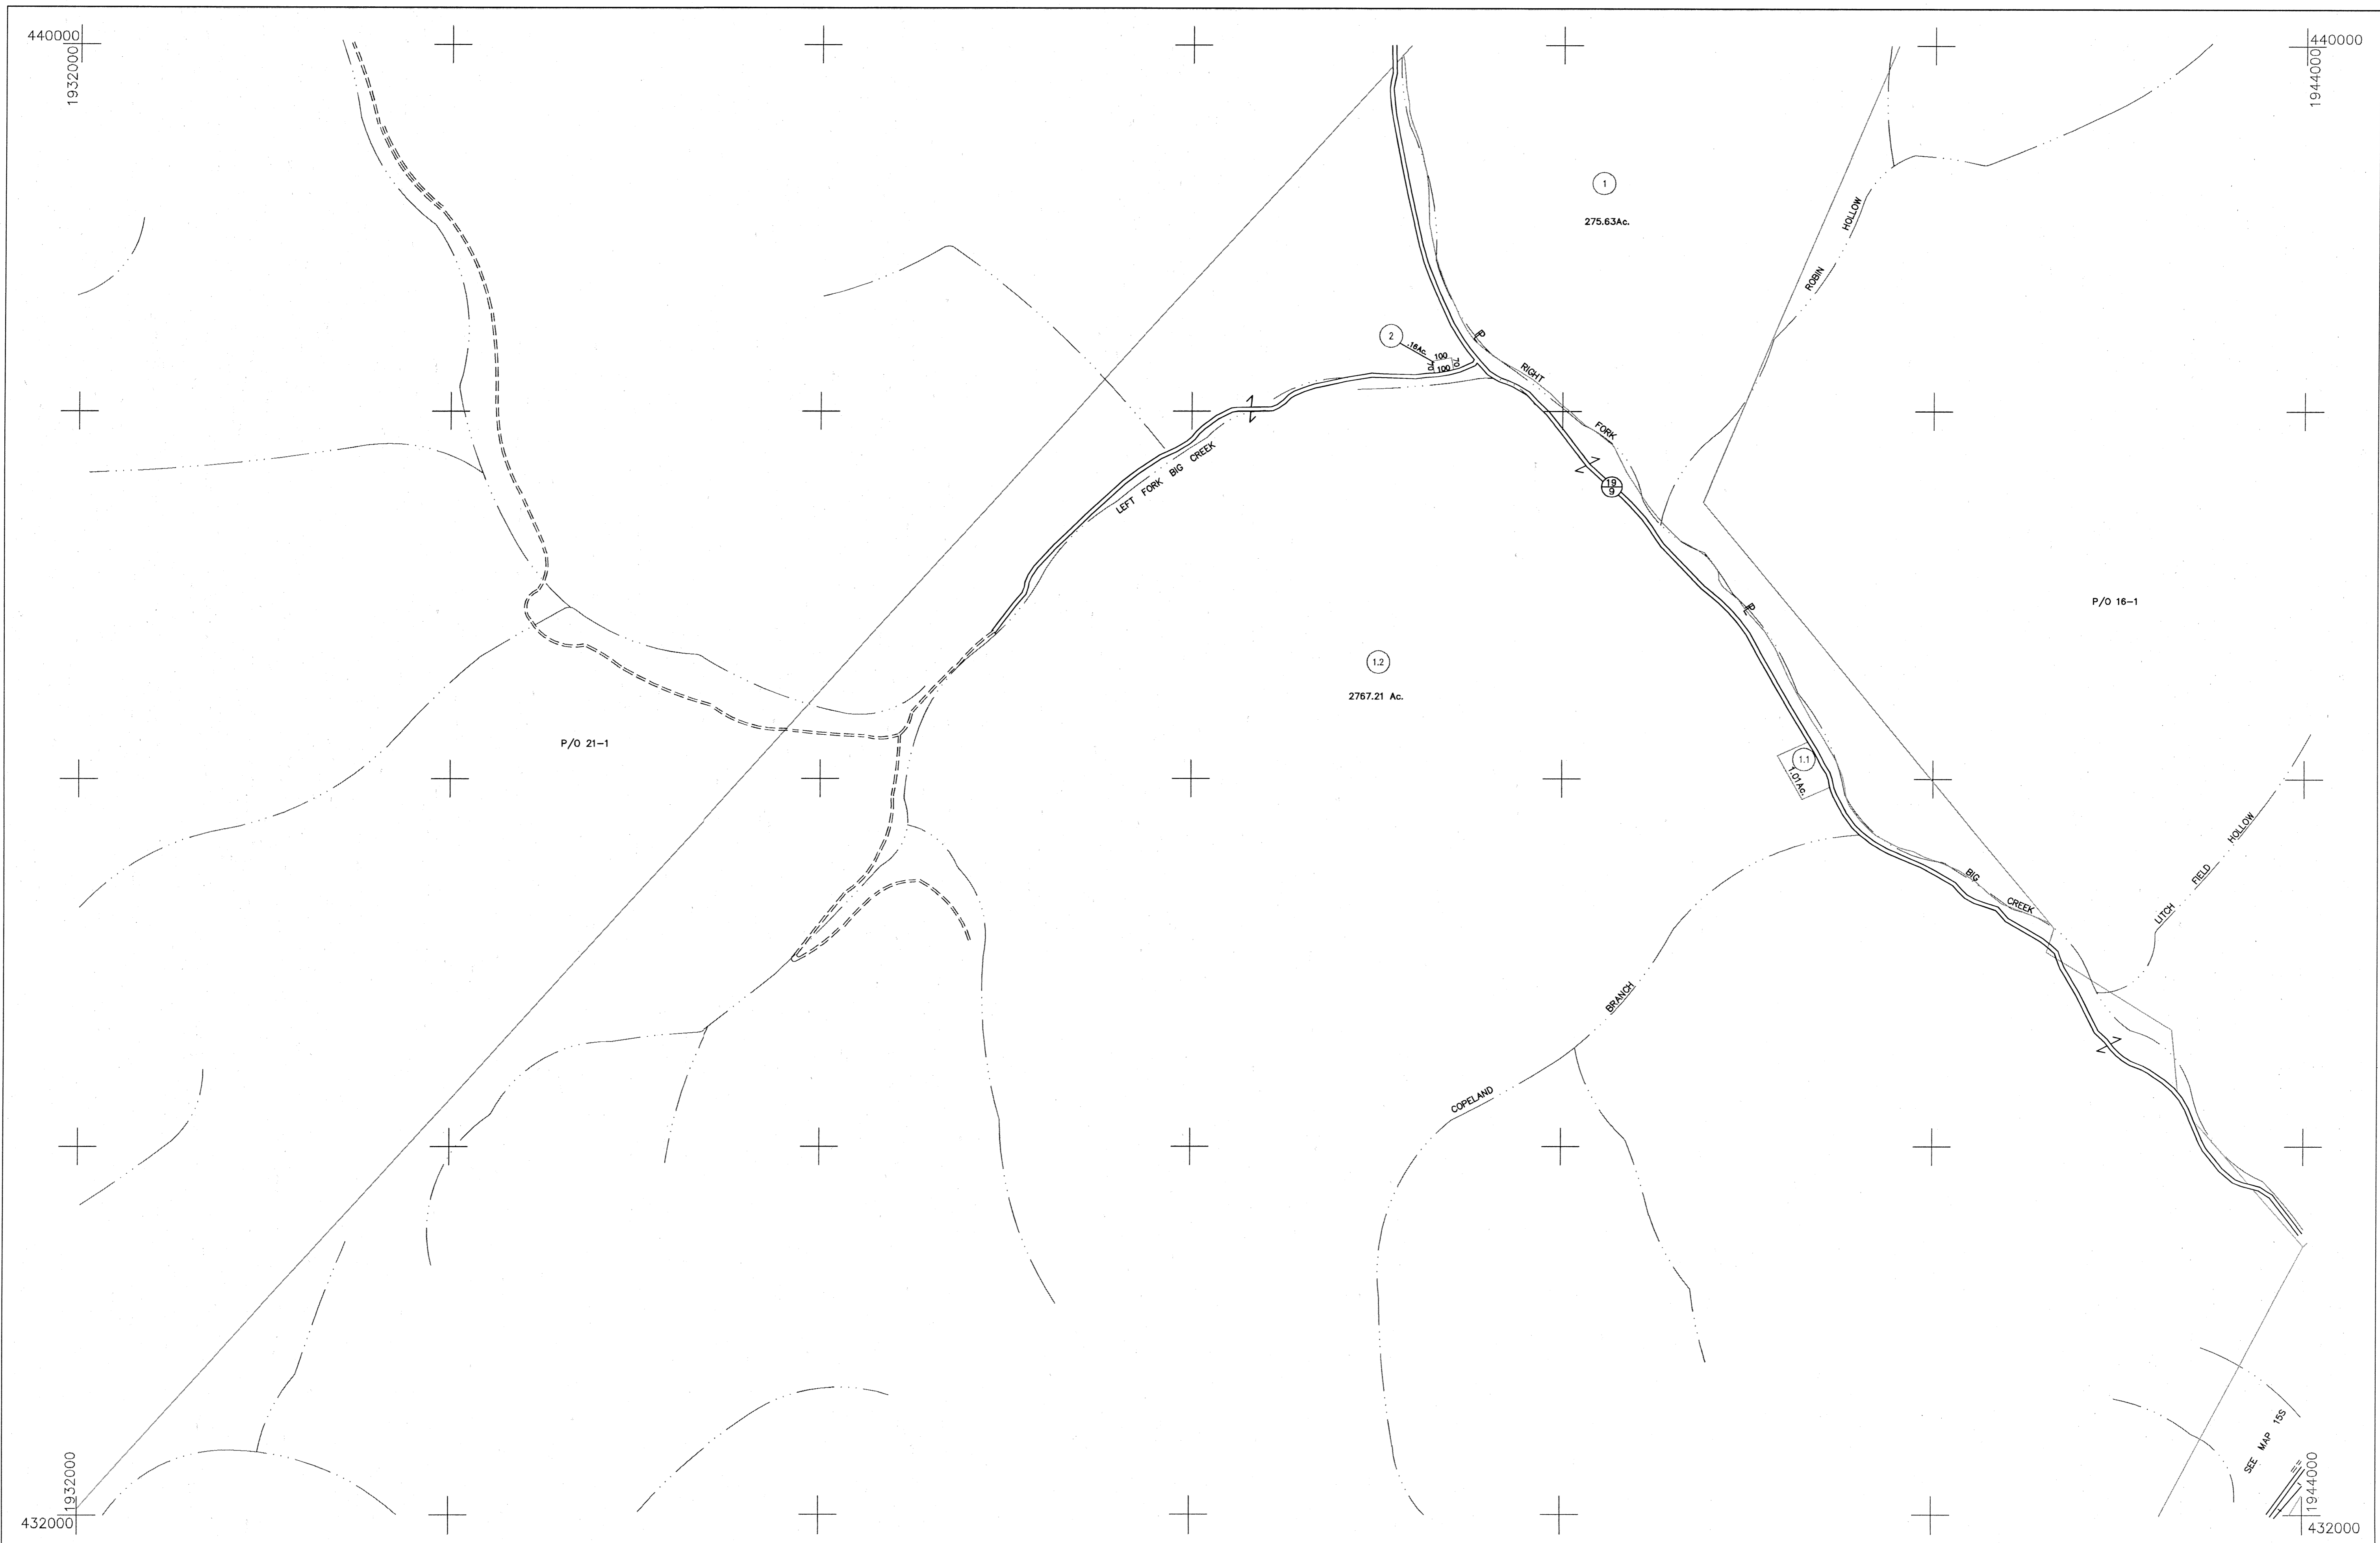 440000
1932000
440000
1944000
1
275.63Ac.
ROBIN HOLLOW
2
.16Ac.
100
70
70
100
P
RIGHT FORK BIG CREEK
LEFT FORK BIG CREEK
19
9
P
P/O 16-1
1.2
2767.21 Ac.
P/O 21-1
1.1
1.01Ac.
LITCH FIELD HOLLOW
COPELAND BRANCH
SEE MAP 15S
1932000
432000
1944000
432000